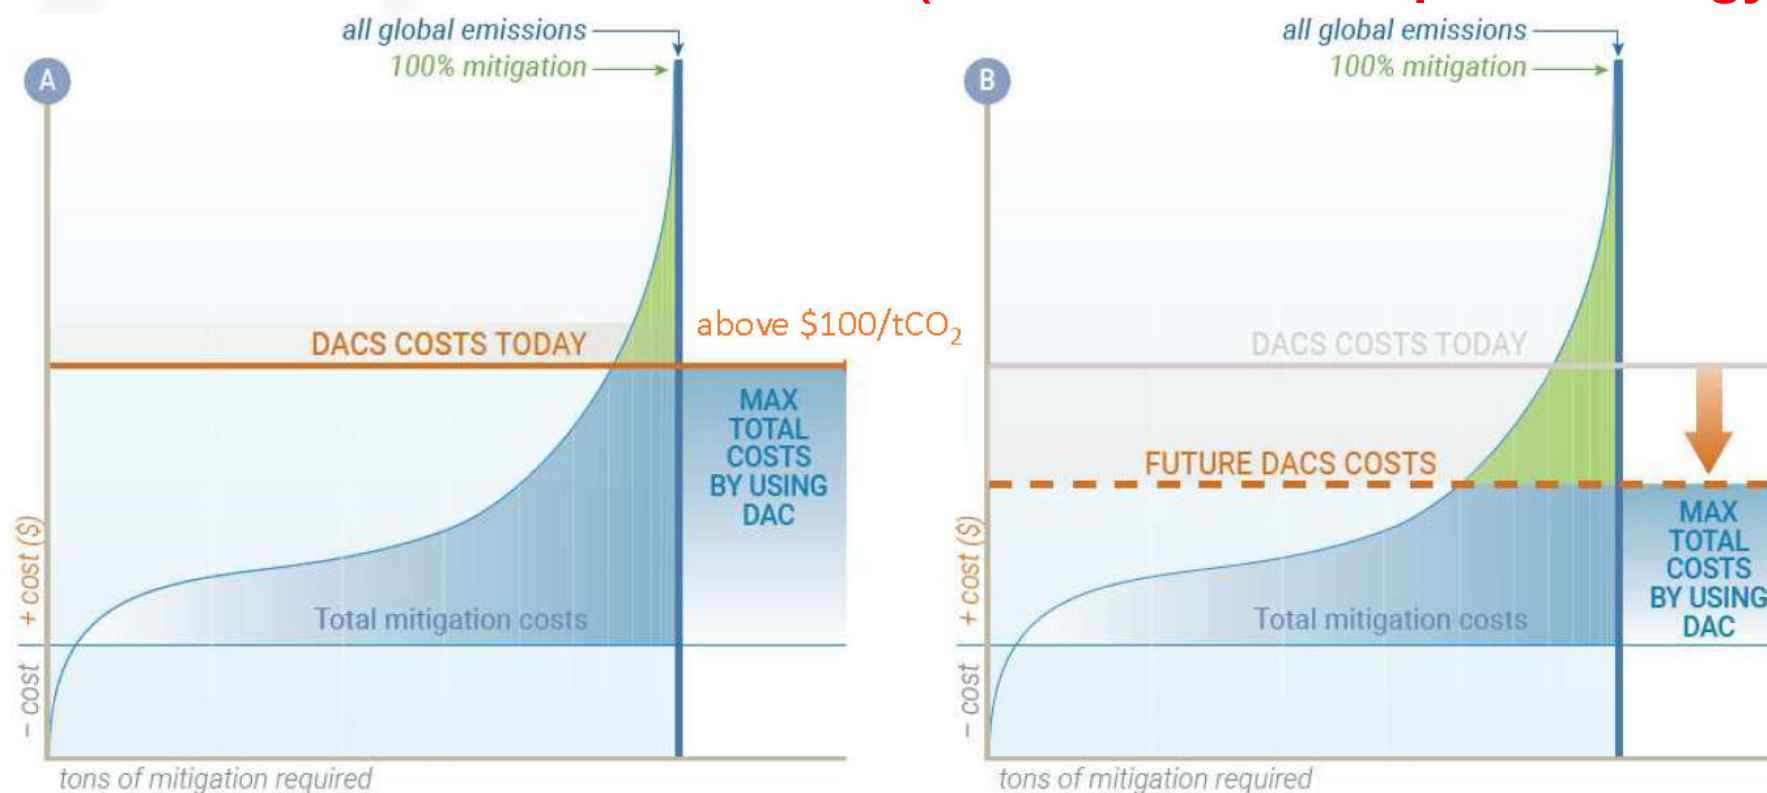 all global emissions
100% mitigation
A
DACS COSTS TODAY
above $100/tCO₂
MAX
TOTAL
COSTS
BY USING
DAC
+ cost ($)
Total mitigation costs
– cost
tons of mitigation required
all global emissions
100% mitigation
B
DACS COSTS TODAY
FUTURE DACS COSTS
MAX
TOTAL
COSTS
BY USING
DAC
+ cost ($)
Total mitigation costs
– cost
tons of mitigation required